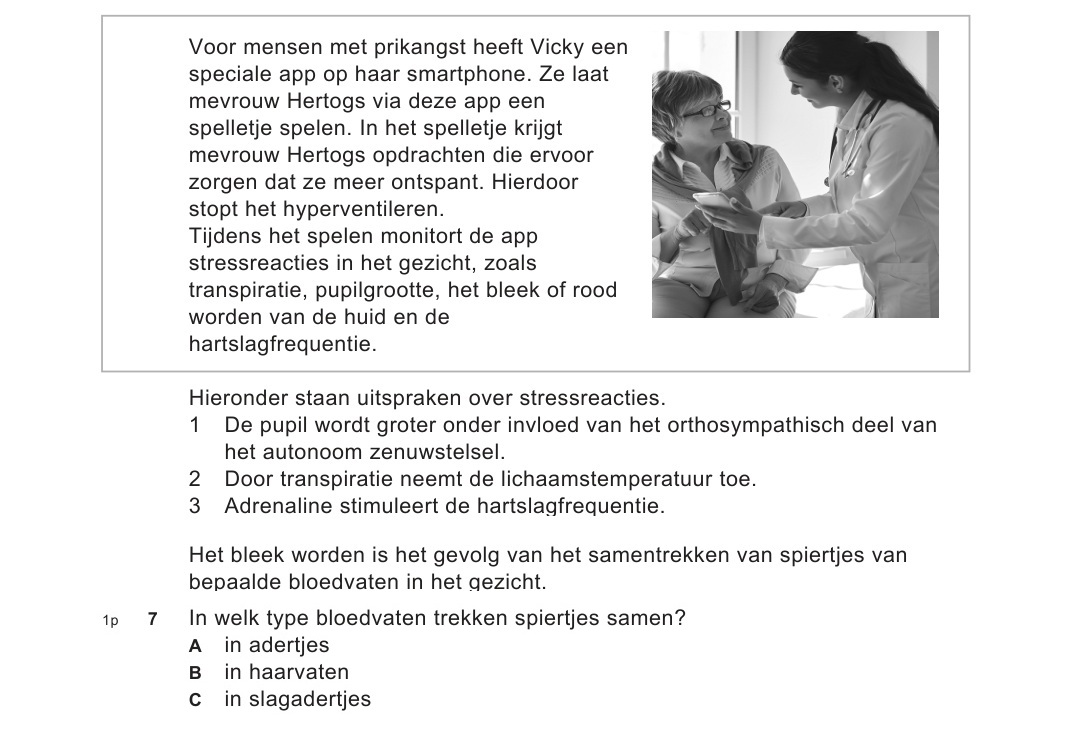 Voor mensen met prikangst heeft Vicky een
speciale app op haar smartphone. Ze laat
mevrouw Hertogs via deze app een
spelletje spelen. In het spelletje krijgt
mevrouw Hertogs opdrachten die ervoor
zorgen dat ze meer ontspant. Hierdoor
stopt het hyperventileren.
Tijdens het spelen monitort de app
stressreacties in het gezicht, zoals
transpiratie, pupilgrootte, het bleek of rood
worden van de huid en de
hartslagfrequentie.
Hieronder staan uitspraken over stressreacties.
1 De pupil wordt groter onder invloed van het orthosympathisch deel van
het autonoom zenuwstelsel.
2 Door transpiratie neemt de lichaamstemperatuur toe.
3 Adrenaline stimuleert de hartslagfrequentie.
Het bleek worden is het gevolg van het samentrekken van spiertjes van
bepaalde bloedvaten in het gezicht.
1p 7 In welk type bloedvaten trekken spiertjes samen?
A in adertjes
B in haarvaten
C in slagadertjes